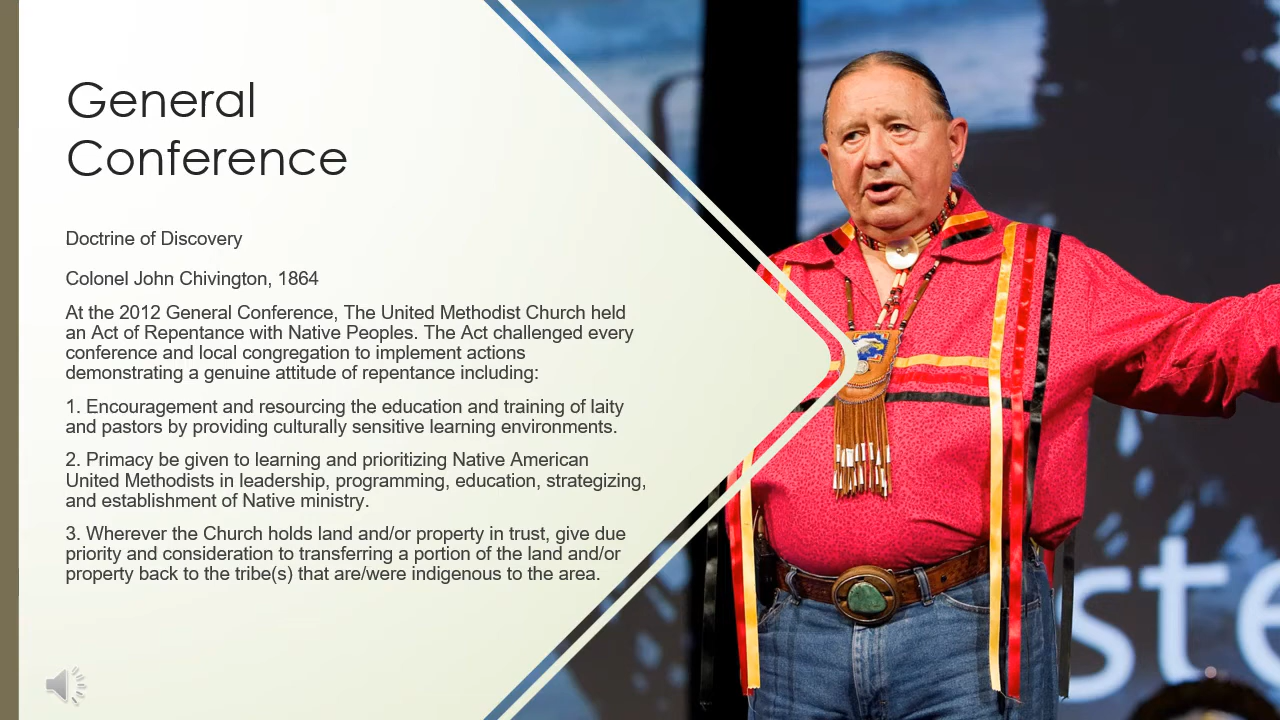 General
Conference
Doctrine of Discovery
Colonel John Chivington, 1864
At the 2012 General Conference, The United Methodist Church held
an Act of Repentance with Native Peoples. The Act challenged every
conference and local congregation to implement actions
demonstrating a genuine attitude of repentance including:
1. Encouragement and resourcing the education and training of laity
and pastors by providing culturally sensitive learning environments.
2. Primacy be given to learning and prioritizing Native American
United Methodists in leadership, programming, education, strategizing,
and establishment of Native ministry.
3. Wherever the Church holds land and/or property in trust, give due
priority and consideration to transferring a portion of the land and/or
property back to the tribe(s) that are/were indigenous to the area.
ste